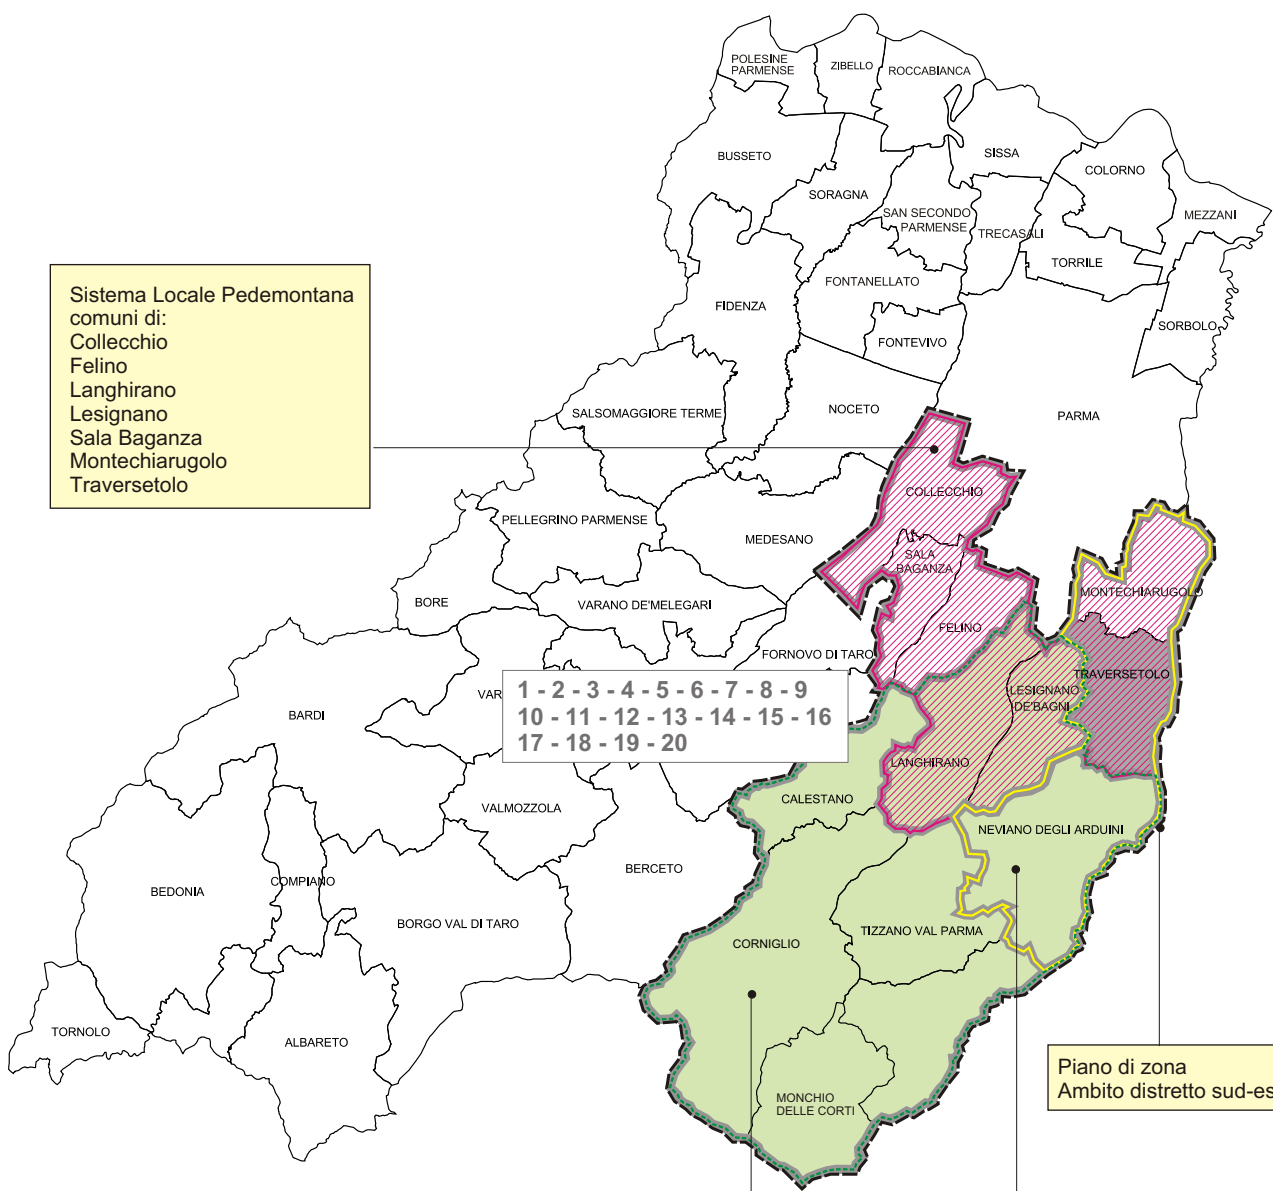 POLESINE
PARMENSE
ZIBELLO
ROCCABIANCA
BUSSETO
SISSA
COLORNO
SORAGNA
SAN SECONDO
PARMENSE
TRECASALI
MEZZANI
TORRILE
FONTANELLATO
FIDENZA
SORBOLO
FONTEVIVO
Sistema Locale Pedemontana
comuni di:
Collecchio
Felino
Langhirano
Lesignano
Sala Baganza
Montechiarugolo
Traversetolo
SALSOMAGGIORE TERME
NOCETO
PARMA
COLLECCHIO
PELLEGRINO PARMENSE
MEDESANO
SALA
BAGANZA
MONTECHIARUGOLO
BORE
VARANO DE'MELEGARI
FELINO
FORNOVO DI TARO
TRAVERSETOLO
VAR
LESIGNANO
DE'BAGNI
BARDI
1 - 2 - 3 - 4 - 5 - 6 - 7 - 8 - 9
10 - 11 - 12 - 13 - 14 - 15 - 16
17 - 18 - 19 - 20
LANGHIRANO
CALESTANO
VALMOZZOLA
NEVIANO DEGLI ARDUINI
BERCETO
BEDONIA
COMPIANO
BORGO VAL DI TARO
TIZZANO VAL PARMA
CORNIGLIO
TORNOLO
ALBARETO
Piano di zona
Ambito distretto sud-es
MONCHIO
DELLE CORTI